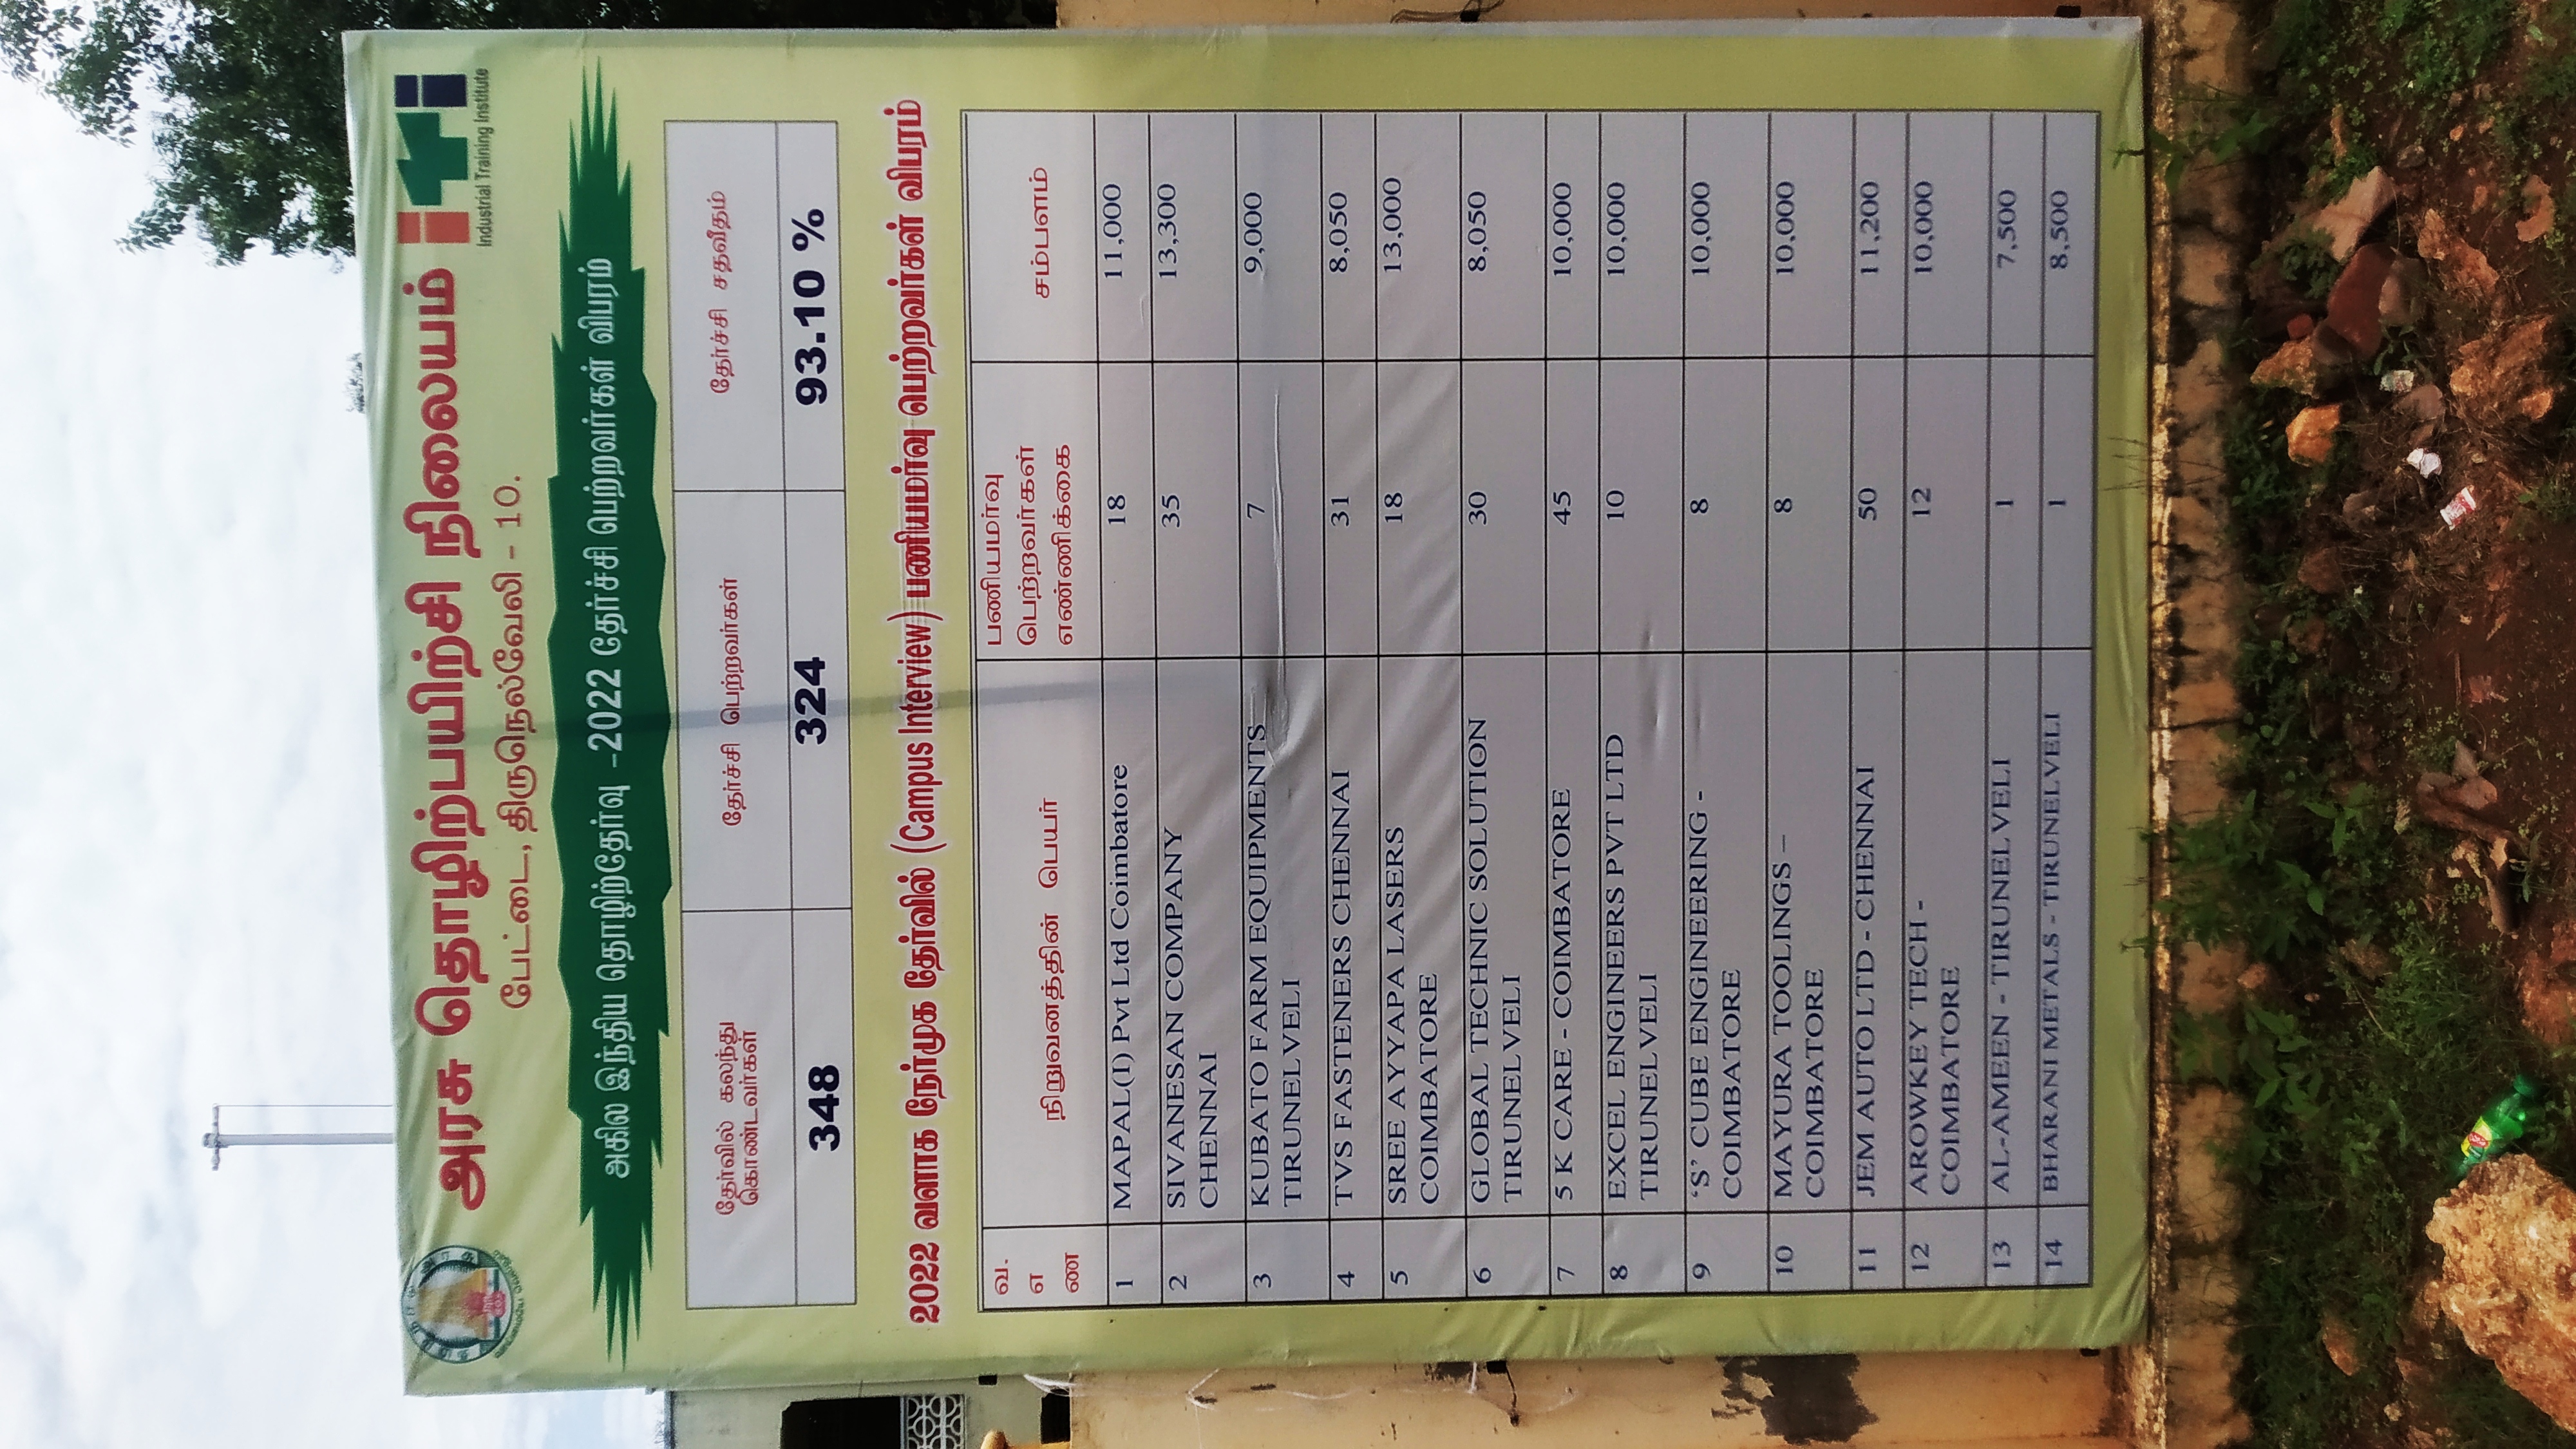 அரசு தொழிற்பயிற்சி நிலையம்
Industrial Training Institute
பேட்டை, திருநெல்வேலி - 10.
அகில இந்திய தொழிற்தேர்வு -2022 தேர்ச்சி பெற்றவர்கள் விபரம்
தேர்வில் கலந்து
கொண்டவர்கள்
தேர்ச்சி பெற்றவர்கள்
தேர்ச்சி சதவீதம்
348 324 93.10 %
2022 வளாக நேர்முக தேர்வில் (Campus Interview) பணியமர்வு பெற்றவர்கள் விபரம்
வ.
எ
ண
நிறுவனத்தின் பெயர்
பணியமர்வு
பெற்றவர்கள்
எண்ணிக்கை
சம்பளம்
1 MAPAL(I) Pvt Ltd Coimbatore 18 11,000
2 SIVANESAN COMPANY 35 13,300
CHENNAI
3 KUBATO FARM EQUIPMENTS 7 9,000
TIRUNELVELI
4 TVS FASTENERS CHENNAI 31 8,050
5 SREE AYYAPA LASERS 18 13,000
COIMBATORE
6 GLOBAL TECHNIC SOLUTION 30 8,050
TIRUNELVELI
7 5 K CARE - COIMBATORE 45 10,000
8 EXCEL ENGINEERS PVT LTD 10 10,000
TIRUNELVELI
9 ‘S’ CUBE ENGINEERING - 8 10,000
COIMBATORE
10 MAYURA TOOLINGS – 8 10,000
COIMBATORE
11 JEM AUTO LTD - CHENNAI 50 11,200
12 AROWKEY TECH - 12 10,000
COIMBATORE
13 AL-AMEEN - TIRUNELVELI 1 7,500
14 BHARANI METALS - TIRUNELVELI 1 8,500